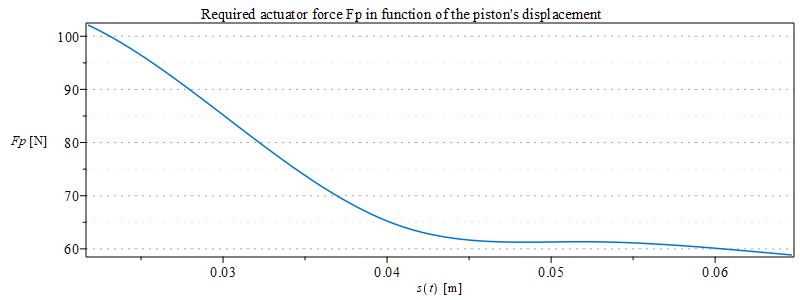 Required actuator force Fp in function of the piston's displacement
100
90
Fp [N]
80
70
60
0.03 0.04 0.05 0.06
s(t) [m]